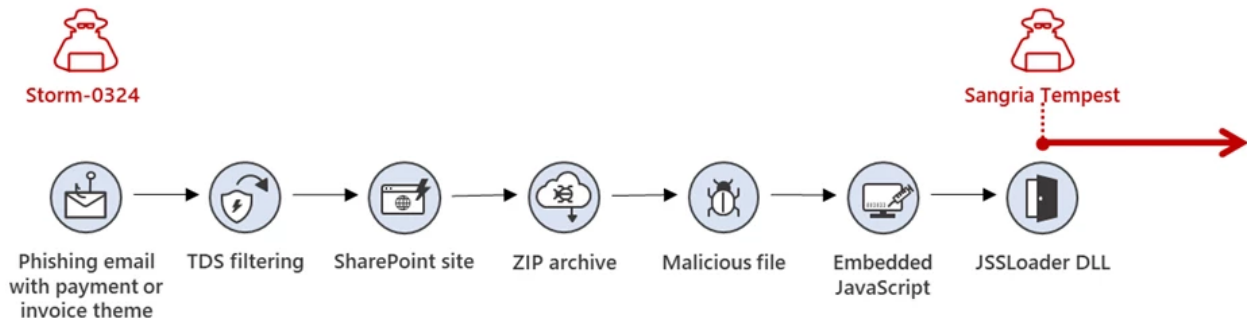 Storm-0324
Sangria Tempest
Phishing email
with payment or
invoice theme
TDS filtering
SharePoint site
ZIP archive
Malicious file
Embedded
JavaScript
JSSLoader DLL